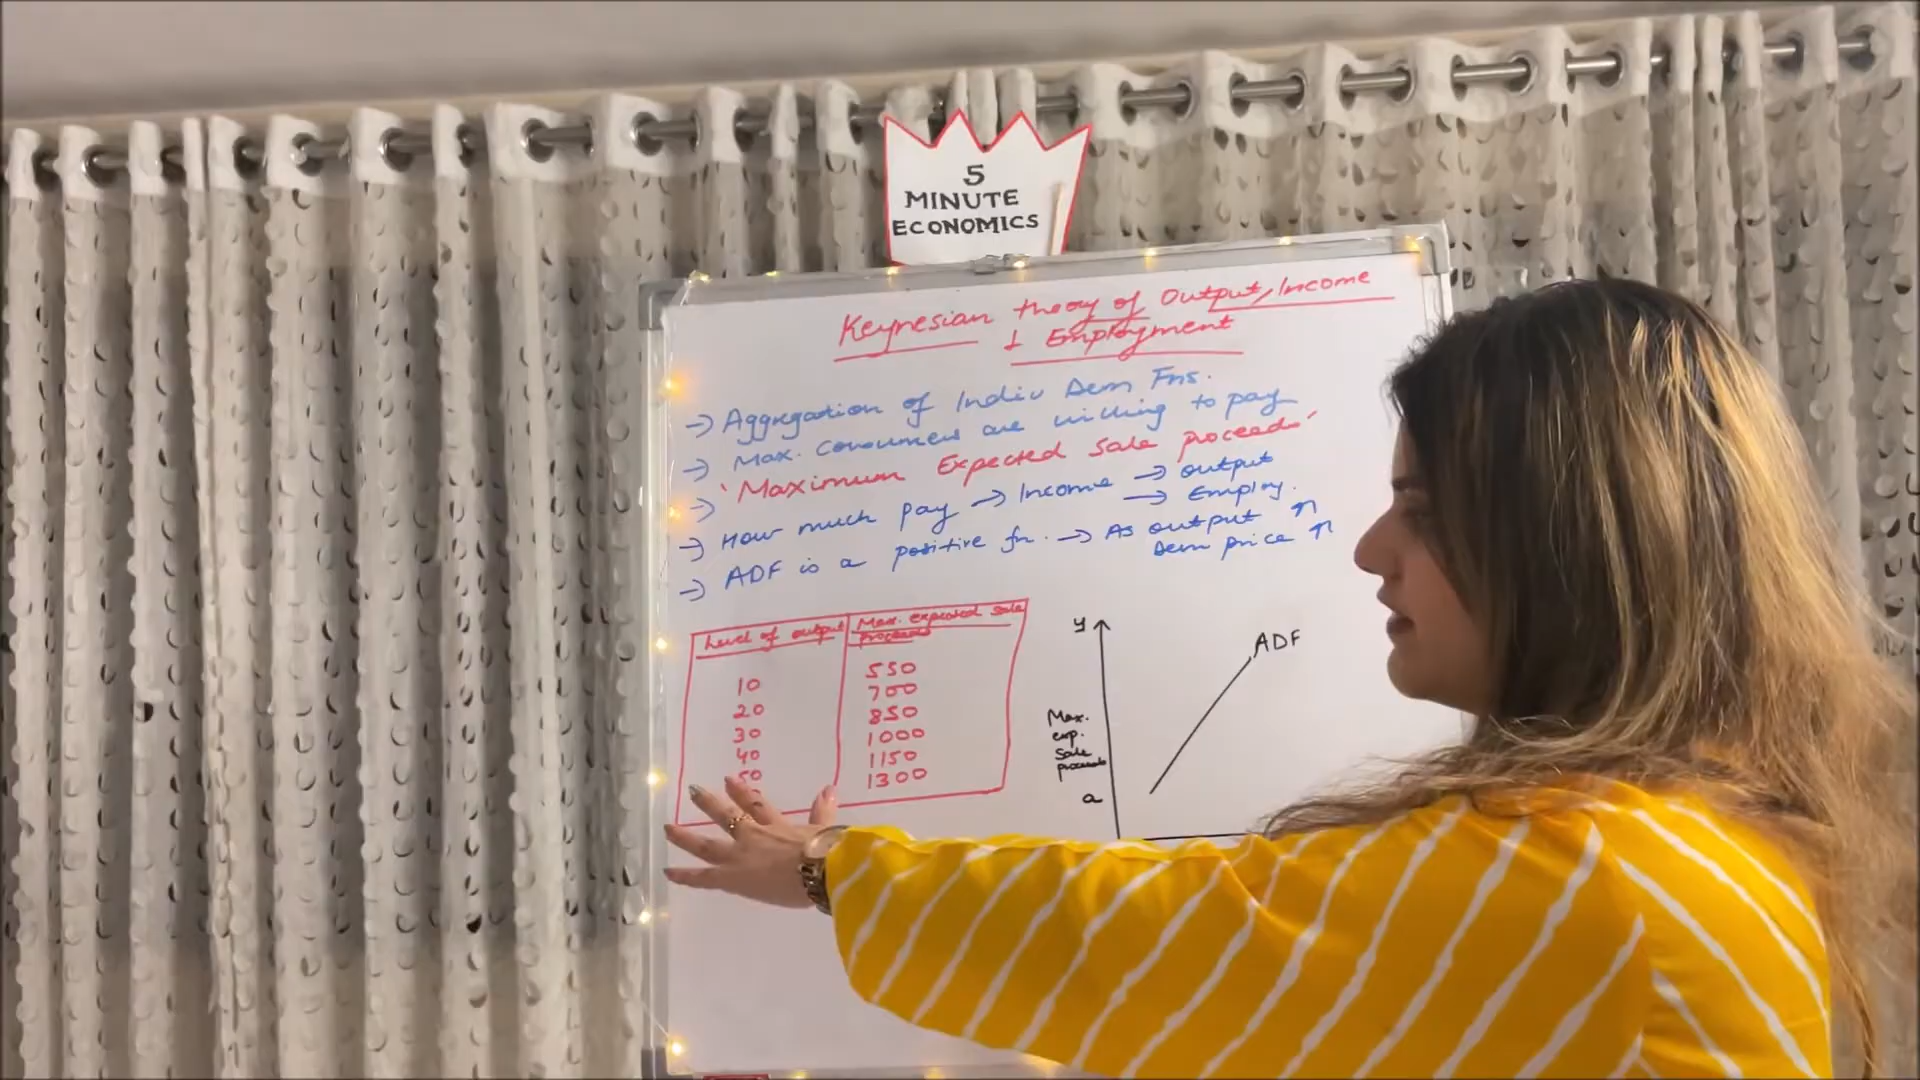 5
MINUTE
ECONOMICS
Keynesian theory of Output, Income
& Employment
→ Aggregation of Indiv Dem Fns.
→ Max. consumers are willing to pay
→ 'Maximum Expected Sale proceeds'
→ How much pay → Income → output
→ Employ.
→ ADF is a positive fn. → As output ↑
Dem price ↑
Level of output Max. expected sale
proceeds
10 550
20 700
30 850
40 1000
50 1150
1300
y
ADF
Max.
exp.
Sale
proceeds
a